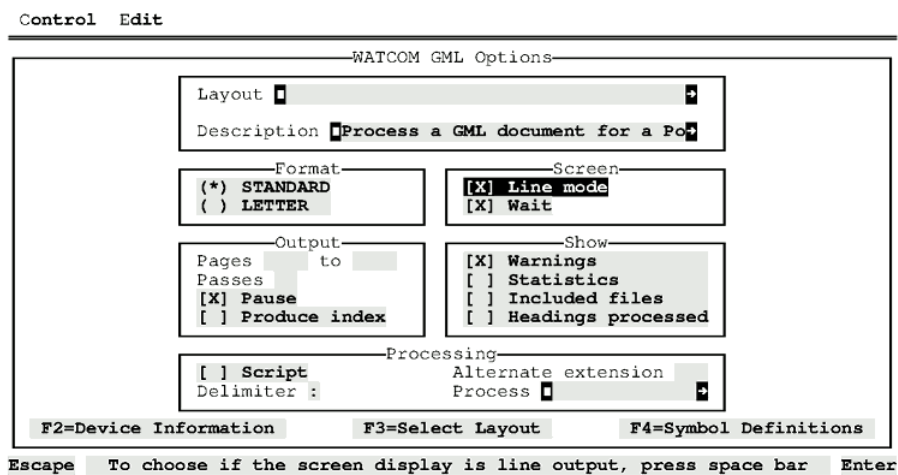 Control Edit
WATCOM GML Options
Layout
Description Process a GML document for a Po
Format
(*) STANDARD
( ) LETTER
Screen
[X] Line mode
[X] Wait
Output
Pages to
Passes
[X] Pause
[ ] Produce index
Show
[X] Warnings
[ ] Statistics
[ ] Included files
[ ] Headings processed
Processing
[ ] Script Alternate extension
Delimiter : Process
F2=Device Information F3=Select Layout F4=Symbol Definitions
Escape To choose if the screen display is line output, press space bar Enter